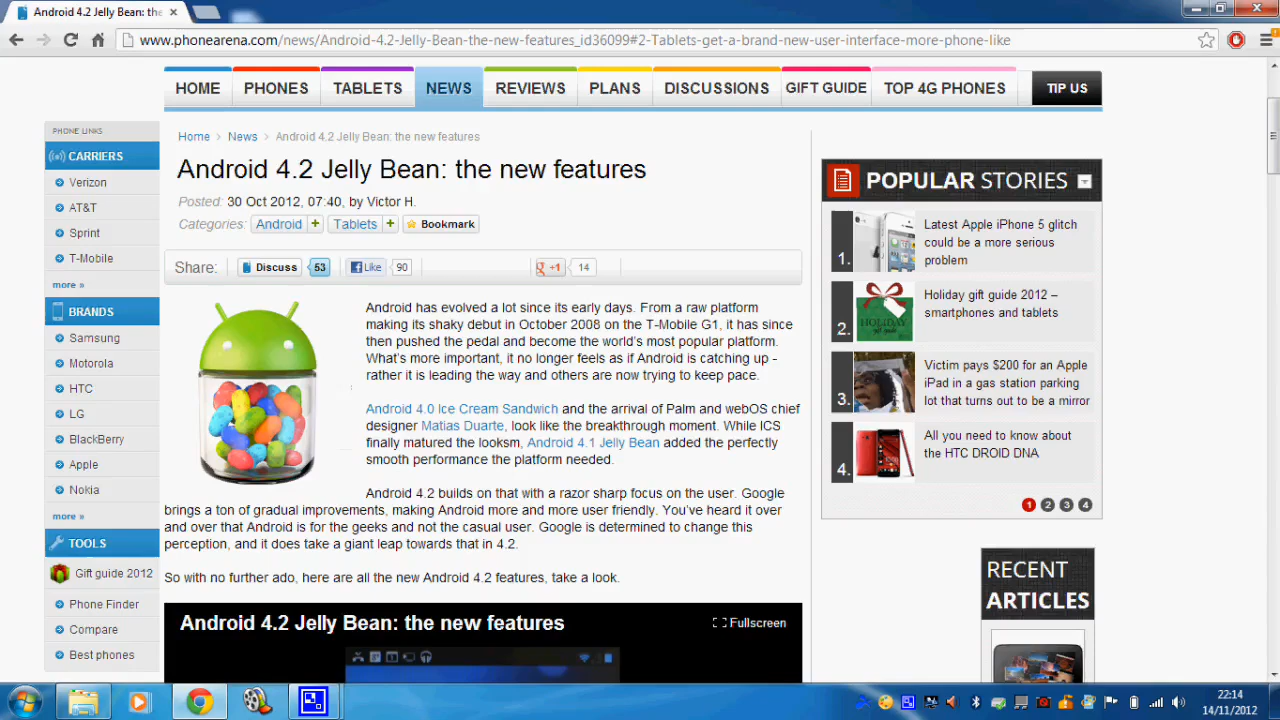 Android 4.2 Jelly Bean: the
www.phonearena.com/news/Android-4.2-Jelly-Bean-the-new-features_id36099#2-Tablets-get-a-brand-new-user-interface-more-phone-like
HOME PHONES TABLETS NEWS REVIEWS PLANS DISCUSSIONS GIFT GUIDE TOP 4G PHONES TIP US
PHONE LINKS
CARRIERS
Verizon
AT&T
Sprint
T-Mobile
more »
BRANDS
Samsung
Motorola
HTC
LG
BlackBerry
Apple
Nokia
more »
TOOLS
Gift guide 2012
Phone Finder
Compare
Best phones
Home > News > Android 4.2 Jelly Bean: the new features
Android 4.2 Jelly Bean: the new features
Posted: 30 Oct 2012, 07:40, by Victor H.
Categories: Android + Tablets + Bookmark
Share: Discuss 53 Like 90 g +1 14
Android has evolved a lot since its early days. From a raw platform
making its shaky debut in October 2008 on the T-Mobile G1, it has since
then pushed the pedal and become the world's most popular platform.
What's more important, it no longer feels as if Android is catching up -
rather it is leading the way and others are now trying to keep pace.
Android 4.0 Ice Cream Sandwich and the arrival of Palm and webOS chief
designer Matias Duarte, look like the breakthrough moment. While ICS
finally matured the looksm, Android 4.1 Jelly Bean added the perfectly
smooth performance the platform needed.
Android 4.2 builds on that with a razor sharp focus on the user. Google
brings a ton of gradual improvements, making Android more and more user friendly. You've heard it over
and over that Android is for the geeks and not the casual user. Google is determined to change this
perception, and it does take a giant leap towards that in 4.2.
So with no further ado, here are all the new Android 4.2 features, take a look.
Android 4.2 Jelly Bean: the new features
Fullscreen
POPULAR STORIES
1.
Latest Apple iPhone 5 glitch
could be a more serious
problem
2.
HOLIDAY
Holiday gift guide 2012 –
smartphones and tablets
3.
Victim pays $200 for an Apple
iPad in a gas station parking
lot that turns out to be a mirror
4.
All you need to know about
the HTC DROID DNA
1 2 3 4
RECENT
ARTICLES
22:14
14/11/2012